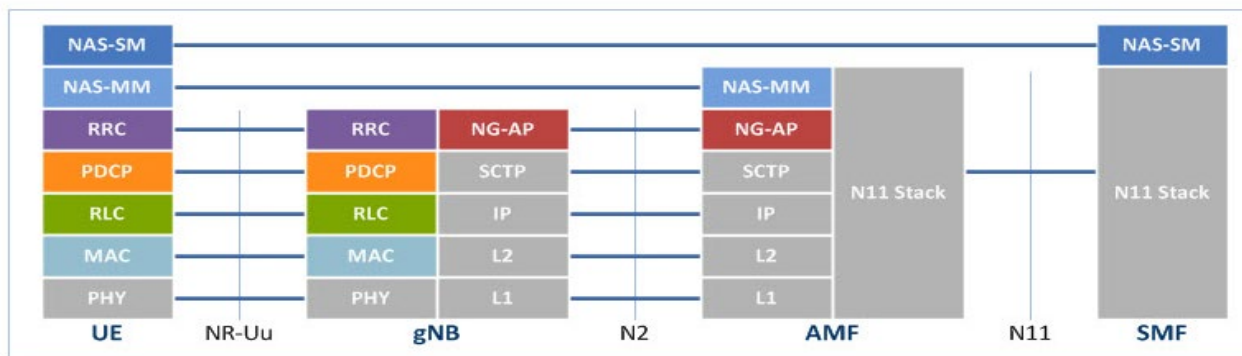 NAS-SM NAS-SM
NAS-MM NAS-MM
RRC RRC NG-AP NG-AP
PDCP PDCP SCTP SCTP
N11 Stack N11 Stack
RLC RLC IP IP
MAC MAC L2 L2
PHY PHY L1 L1
UE NR-Uu gNB N2 AMF N11 SMF